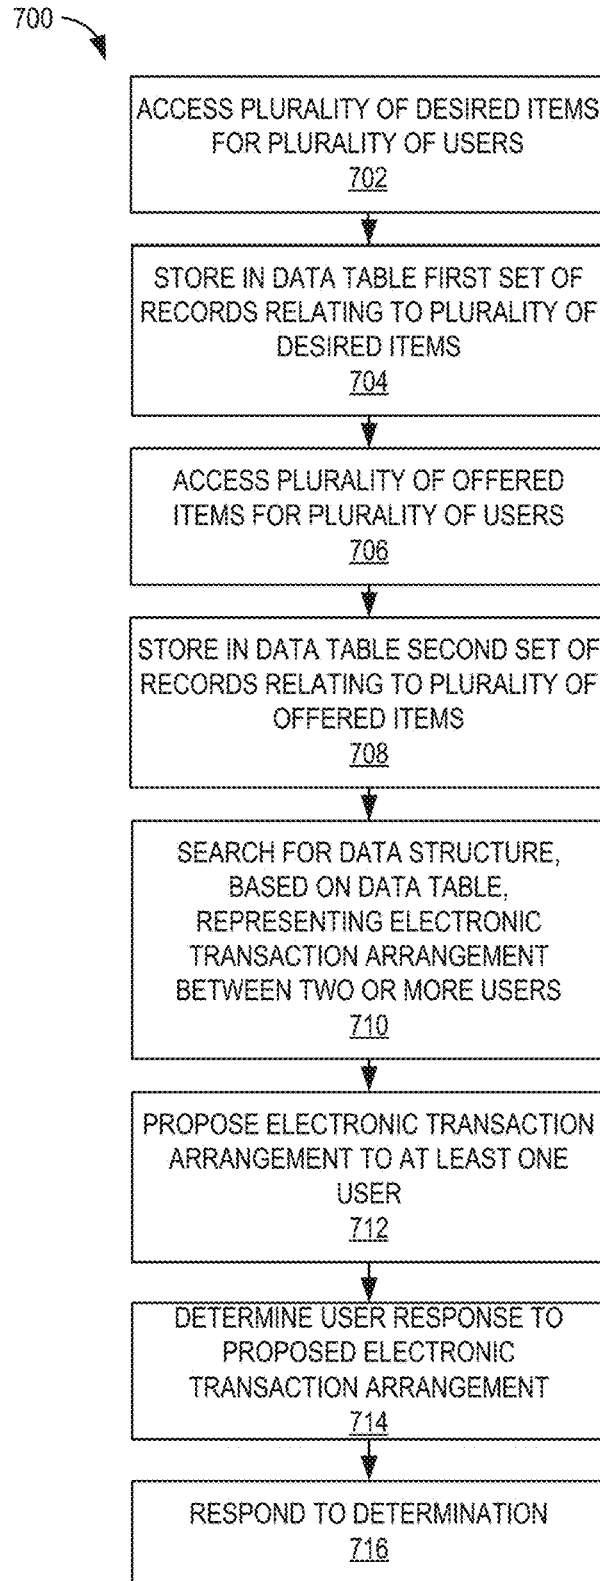 700
ACCESS PLURALITY OF DESIRED ITEMS
FOR PLURALITY OF USERS
702
STORE IN DATA TABLE FIRST SET OF
RECORDS RELATING TO PLURALITY OF
DESIRED ITEMS
704
ACCESS PLURALITY OF OFFERED
ITEMS FOR PLURALITY OF USERS
706
STORE IN DATA TABLE SECOND SET OF
RECORDS RELATING TO PLURALITY OF
OFFERED ITEMS
708
SEARCH FOR DATA STRUCTURE,
BASED ON DATA TABLE,
REPRESENTING ELECTRONIC
TRANSACTION ARRANGEMENT
BETWEEN TWO OR MORE USERS
710
PROPOSE ELECTRONIC TRANSACTION
ARRANGEMENT TO AT LEAST ONE
USER
712
DETERMINE USER RESPONSE TO
PROPOSED ELECTRONIC
TRANSACTION ARRANGEMENT
714
RESPOND TO DETERMINATION
716